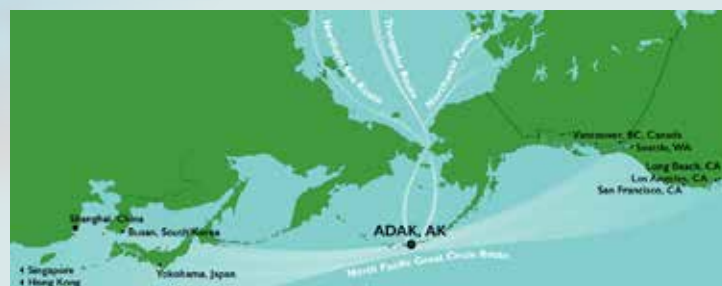 Northern Sea Route
Transpolar Route
Northwest Passage
Vancouver, BC, Canada
Seattle, WA
Long Beach, CA
Los Angeles, CA
San Francisco, CA
Shanghai, China
Busan, South Korea
ADAK, AK
North Pacific Great Circle Route
Singapore
Yokohama, Japan
Hong Kong